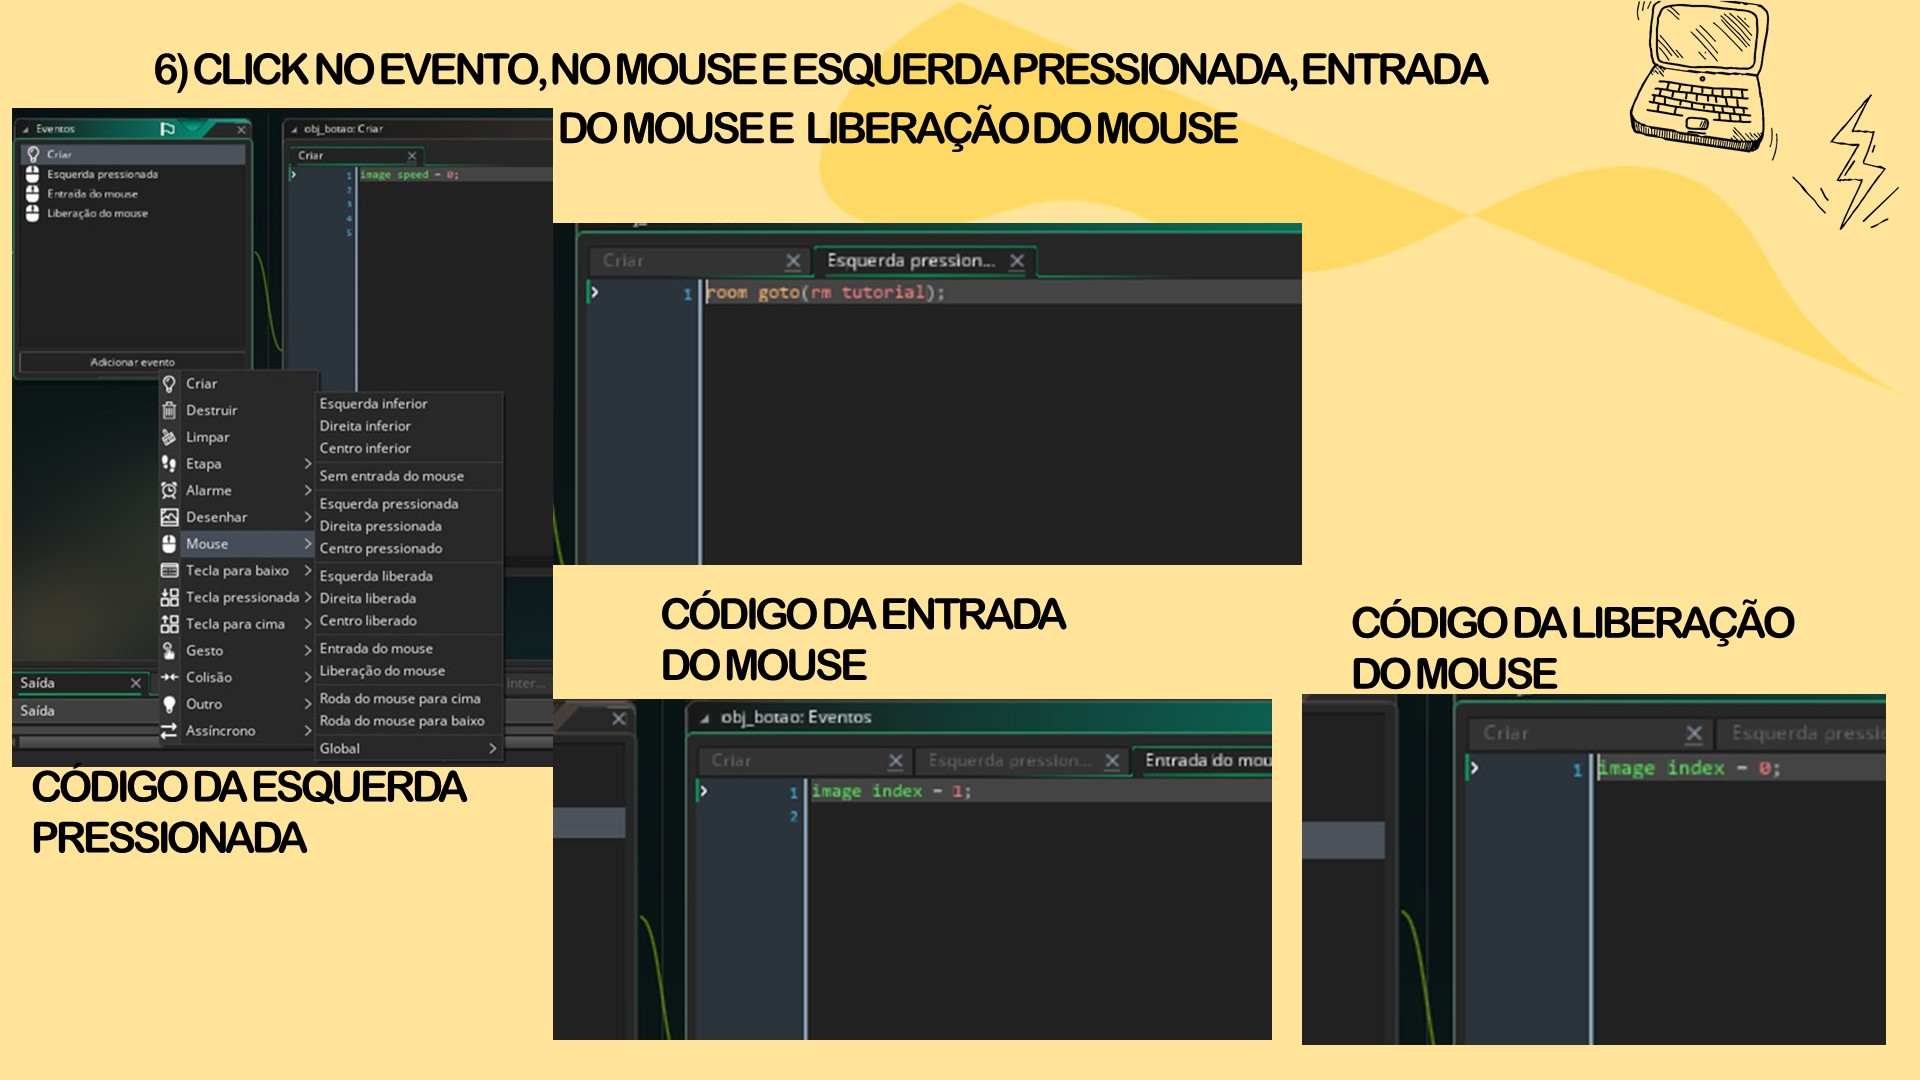 6) CLICK NO EVENTO, NO MOUSE E ESQUERDA PRESSIONADA, ENTRADA
DO MOUSE E LIBERAÇÃO DO MOUSE
Eventos
Criar
Esquerda pressionada
Entrada do mouse
Liberação do mouse
Adicionar evento
obj_botao: Criar
Criar
1 image_speed = 0;
2
3
4
5
Criar
Destruir
Limpar
Etapa
Alarme
Desenhar
Mouse
Tecla para baixo
Tecla pressionada
Tecla para cima
Gesto
Colisão
Outro
Assíncrono
Esquerda inferior
Direita inferior
Centro inferior
Sem entrada do mouse
Esquerda pressionada
Direita pressionada
Centro pressionado
Esquerda liberada
Direita liberada
Centro liberado
Entrada do mouse
Liberação do mouse
Roda do mouse para cima
Roda do mouse para baixo
Global
Saída
inter...
Saída
CÓDIGO DA ESQUERDA
PRESSIONADA
Criar
Esquerda pression...
1 room_goto(rm_tutorial);
CÓDIGO DA ENTRADA
DO MOUSE
obj_botao: Eventos
Criar
Esquerda pression...
Entrada do mou
1 image_index = 1;
2
CÓDIGO DA LIBERAÇÃO
DO MOUSE
Criar
Esquerda pressi
1 image_index = 0;